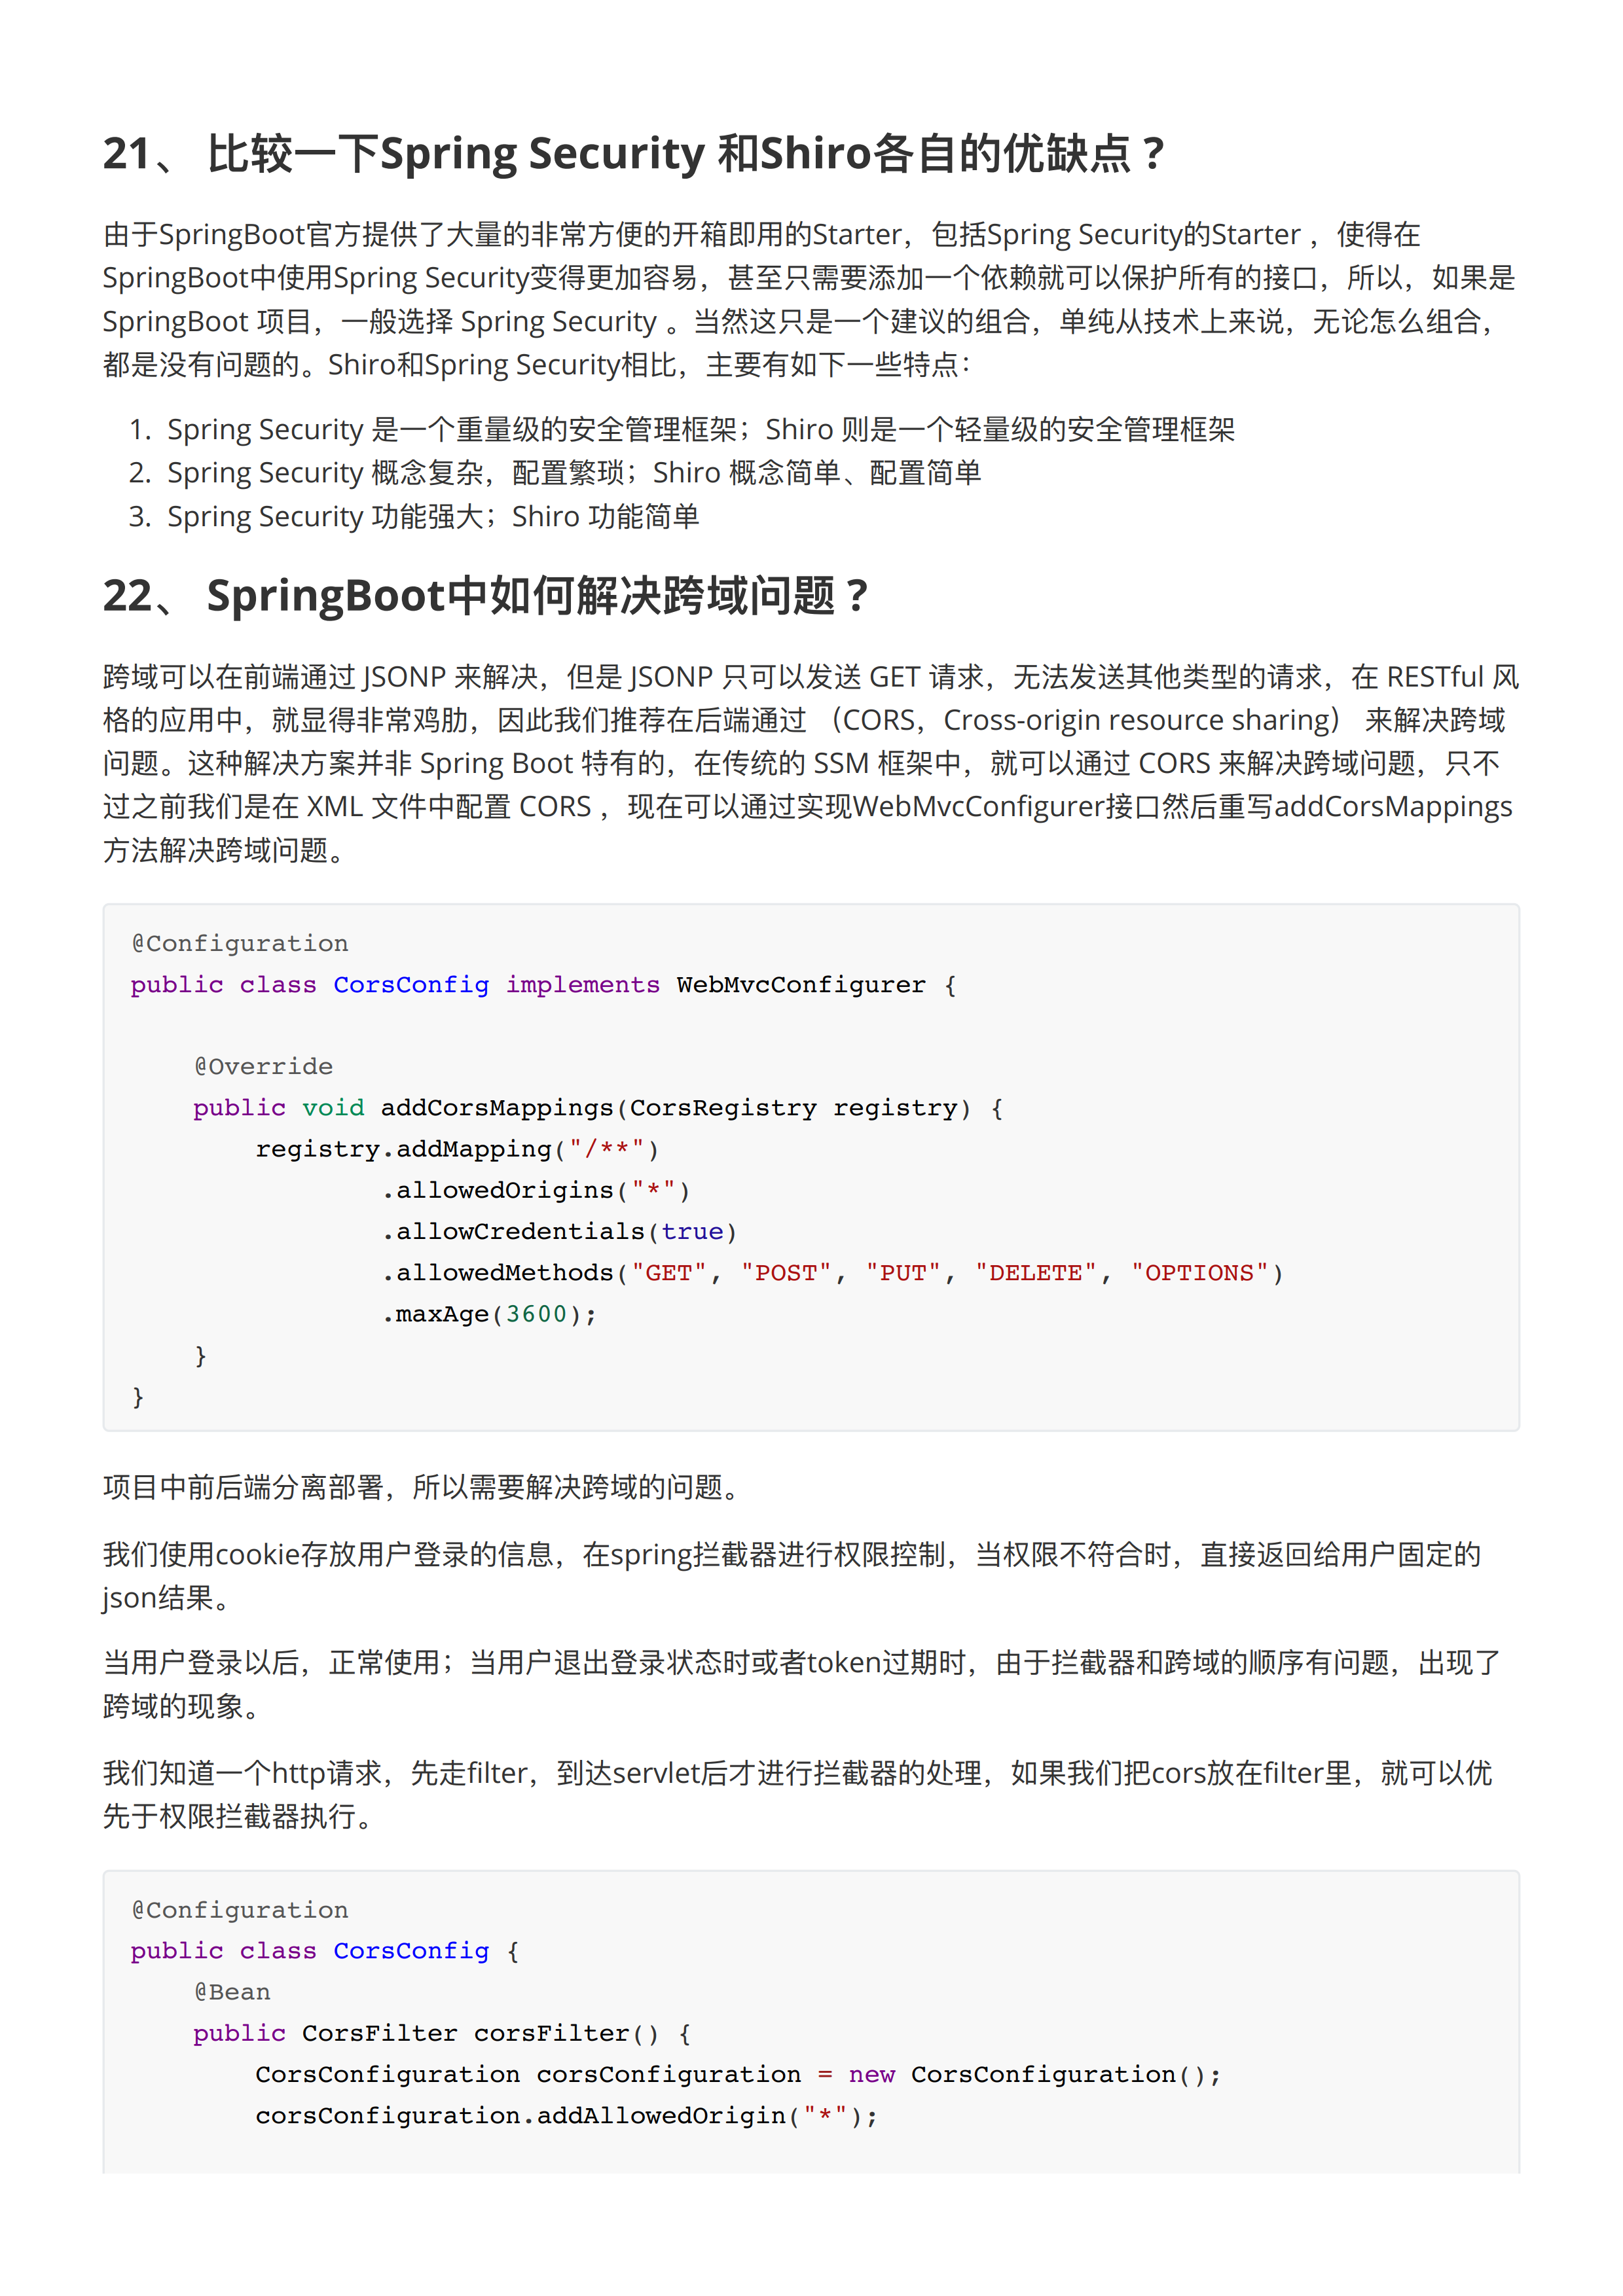 21、 比较一下Spring Security 和Shiro各自的优缺点？
由于SpringBoot官方提供了大量的非常方便的开箱即用的Starter，包括Spring Security的Starter ，使得在
SpringBoot中使用Spring Security变得更加容易，甚至只需要添加一个依赖就可以保护所有的接口，所以，如果是
SpringBoot 项目，一般选择 Spring Security 。当然这只是一个建议的组合，单纯从技术上来说，无论怎么组合，
都是没有问题的。Shiro和Spring Security相比，主要有如下一些特点：
1. Spring Security 是一个重量级的安全管理框架；Shiro 则是一个轻量级的安全管理框架
2. Spring Security 概念复杂，配置繁琐；Shiro 概念简单、配置简单
3. Spring Security 功能强大；Shiro 功能简单
22、 SpringBoot中如何解决跨域问题？
跨域可以在前端通过 JSONP 来解决，但是 JSONP 只可以发送 GET 请求，无法发送其他类型的请求，在 RESTful 风
格的应用中，就显得非常鸡肋，因此我们推荐在后端通过 （CORS，Cross-origin resource sharing） 来解决跨域
问题。这种解决方案并非 Spring Boot 特有的，在传统的 SSM 框架中，就可以通过 CORS 来解决跨域问题，只不
过之前我们是在 XML 文件中配置 CORS ，现在可以通过实现WebMvcConfigurer接口然后重写addCorsMappings
方法解决跨域问题。
@Configuration
public class CorsConfig implements WebMvcConfigurer {
    @Override
    public void addCorsMappings(CorsRegistry registry) {
        registry.addMapping("/**")
                .allowedOrigins("*")
                .allowCredentials(true)
                .allowedMethods("GET", "POST", "PUT", "DELETE", "OPTIONS")
                .maxAge(3600);
    }
}
项目中前后端分离部署，所以需要解决跨域的问题。
我们使用cookie存放用户登录的信息，在spring拦截器进行权限控制，当权限不符合时，直接返回给用户固定的
json结果。
当用户登录以后，正常使用；当用户退出登录状态时或者token过期时，由于拦截器和跨域的顺序有问题，出现了
跨域的现象。
我们知道一个http请求，先走filter，到达servlet后才进行拦截器的处理，如果我们把cors放在filter里，就可以优
先于权限拦截器执行。
@Configuration
public class CorsConfig {
    @Bean
    public CorsFilter corsFilter() {
        CorsConfiguration corsConfiguration = new CorsConfiguration();
        corsConfiguration.addAllowedOrigin("*");